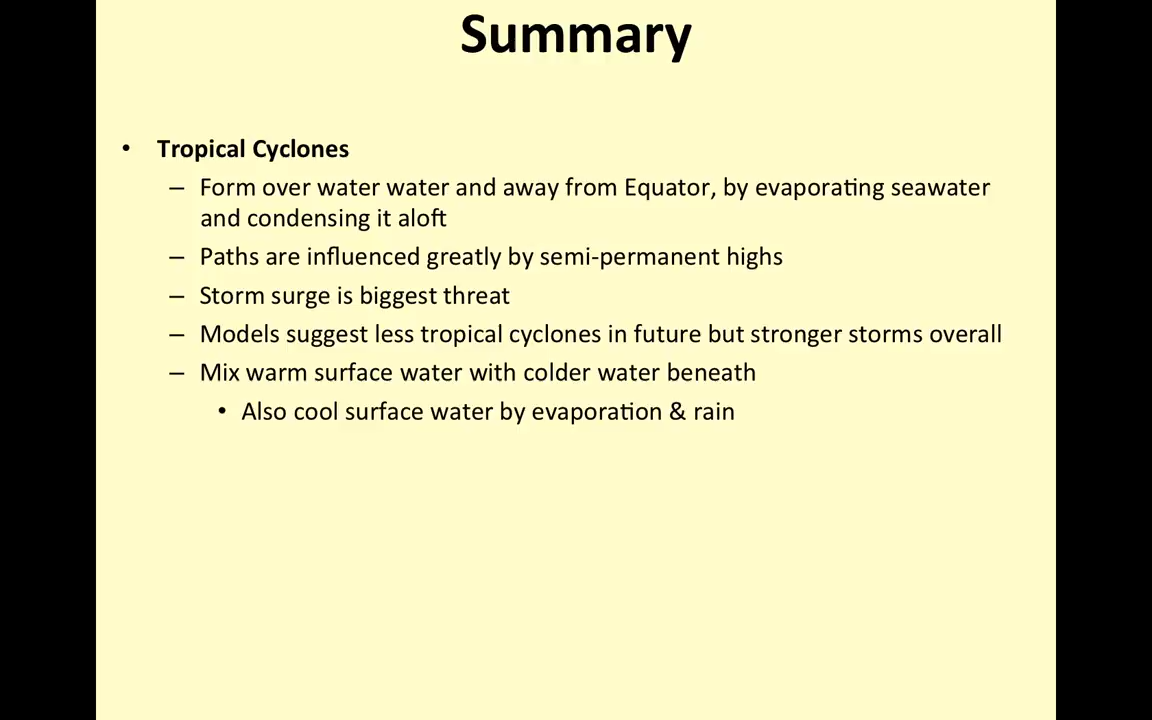 Summary
• Tropical Cyclones
– Form over water water and away from Equator, by evaporating seawater
and condensing it aloft
– Paths are influenced greatly by semi-permanent highs
– Storm surge is biggest threat
– Models suggest less tropical cyclones in future but stronger storms overall
– Mix warm surface water with colder water beneath
• Also cool surface water by evaporation & rain